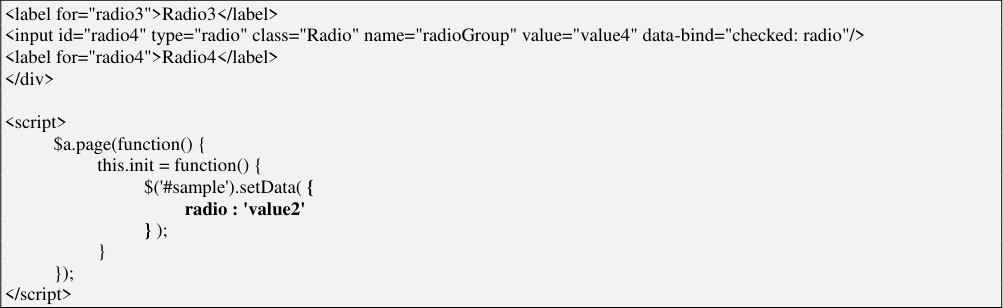 <label for="radio3">Radio3</label>
<input id="radio4" type="radio" class="Radio" name="radioGroup" value="value4" data-bind="checked: radio"/>
<label for="radio4">Radio4</label>
</div>

<script>
$a.page(function() {
this.init = function() {
$('#sample').setData( {
radio : 'value2'
} );
}
});
</script>